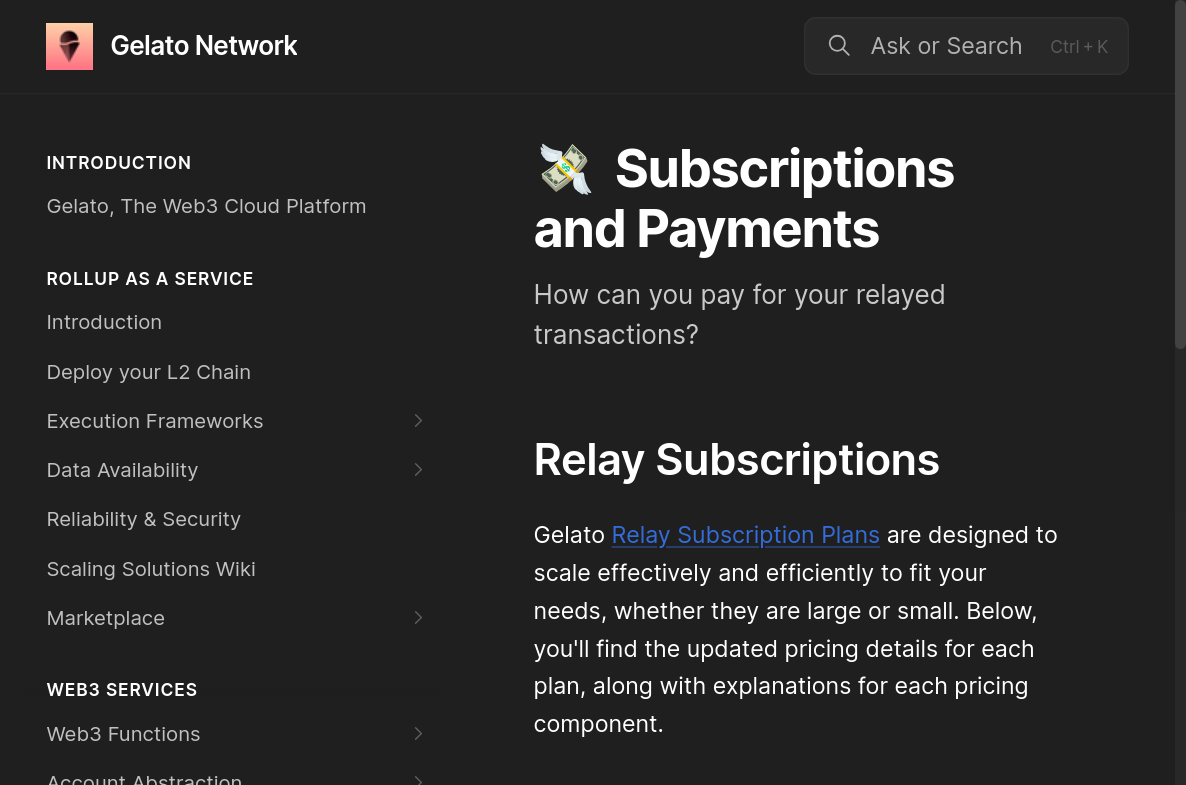 Gelato Network
Ask or Search Ctrl + K
INTRODUCTION
Gelato, The Web3 Cloud Platform
ROLLUP AS A SERVICE
Introduction
Deploy your L2 Chain
Execution Frameworks
Data Availability
Reliability & Security
Scaling Solutions Wiki
Marketplace
WEB3 SERVICES
Web3 Functions
Account Abstraction
💸 Subscriptions
and Payments
How can you pay for your relayed
transactions?
Relay Subscriptions
Gelato Relay Subscription Plans are designed to
scale effectively and efficiently to fit your
needs, whether they are large or small. Below,
you'll find the updated pricing details for each
plan, along with explanations for each pricing
component.